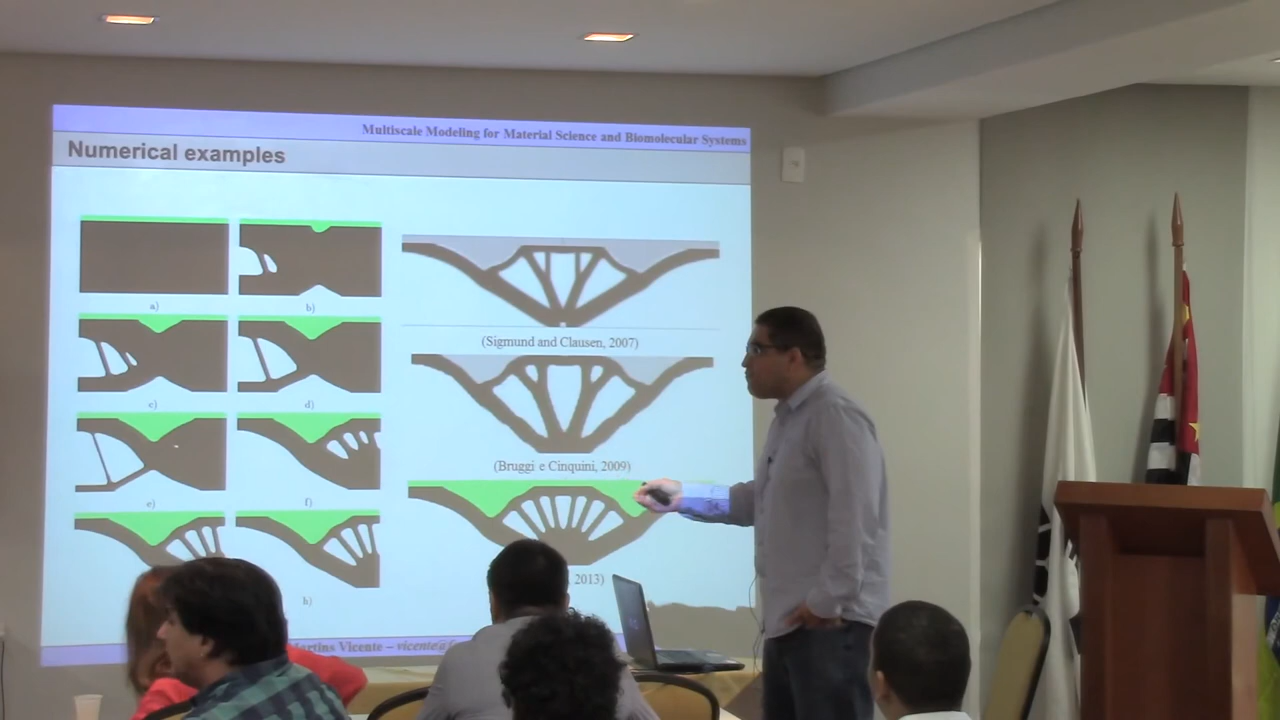 Multiscale Modeling for Material Science and Biomolecular Systems
Numerical examples
a)
b)
c)
d)
e)
f)
h)
(Sigmund and Clausen, 2007)
(Bruggi e Cinquini, 2009)
2013)
Martins Vicente – vicente@f